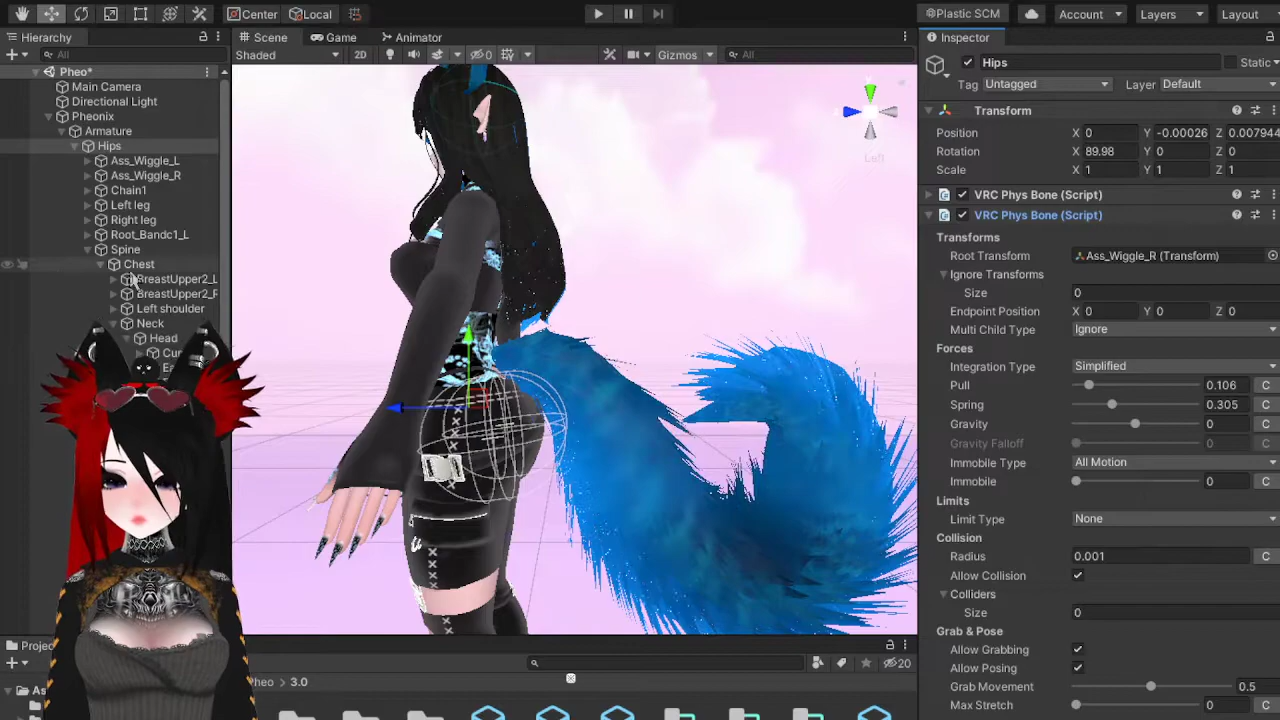 Center
Local
Plastic SCM
Account
Layers
Layout
Hierarchy
Scene
Game
Animator
Inspector
All
Shaded
2D
0
Gizmos
All
Hips
Static
Tag Untagged
Layer Default
Pheo*
Main Camera
Directional Light
Pheonix
Armature
Hips
Ass_Wiggle_L
Ass_Wiggle_R
Chain1
Left leg
Right leg
Root_Bandc1_L
Spine
Chest
BreastUpper2_L
BreastUpper2_R
Left shoulder
Neck
Head
Left
Transform
Position X 0 Y -0.00026 Z 0.007944
Rotation X 89.98 Y 0 Z 0
Scale X 1 Y 1 Z 1
VRC Phys Bone (Script)
VRC Phys Bone (Script)
Transforms
Root Transform Ass_Wiggle_R (Transform)
Ignore Transforms
Size 0
Endpoint Position X 0 Y 0 Z 0
Multi Child Type Ignore
Forces
Integration Type Simplified
Pull 0.106 C
Spring 0.305 C
Gravity 0 C
Gravity Falloff 0
Immobile Type All Motion
Immobile 0 C
Limits
Limit Type None
Collision
Radius 0.001 C
Allow Collision
Colliders
Size 0
Grab & Pose
Allow Grabbing
Allow Posing
Grab Movement 0.5
Max Stretch 0 C
Projec
20
Pheo > 3.0
As